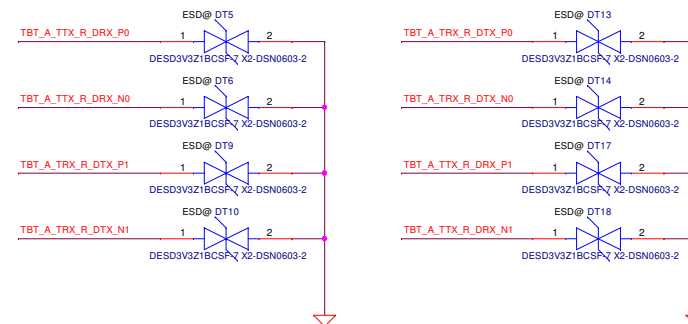 ESD@ DT5
TBT_A_TTX_R_DRX_P0 1 2
DESD3V3Z1BCSF-7 X2-DSN0603-2
ESD@ DT6
TBT_A_TTX_R_DRX_N0 1 2
DESD3V3Z1BCSF-7 X2-DSN0603-2
ESD@ DT9
TBT_A_TRX_R_DTX_P1 1 2
DESD3V3Z1BCSF-7 X2-DSN0603-2
ESD@ DT10
TBT_A_TRX_R_DTX_N1 1 2
DESD3V3Z1BCSF-7 X2-DSN0603-2
ESD@ DT13
TBT_A_TRX_R_DTX_P0 1 2
DESD3V3Z1BCSF-7 X2-DSN0603-2
ESD@ DT14
TBT_A_TRX_R_DTX_N0 1 2
DESD3V3Z1BCSF-7 X2-DSN0603-2
ESD@ DT17
TBT_A_TTX_R_DRX_P1 1 2
DESD3V3Z1BCSF-7 X2-DSN0603-2
ESD@ DT18
TBT_A_TTX_R_DRX_N1 1 2
DESD3V3Z1BCSF-7 X2-DSN0603-2